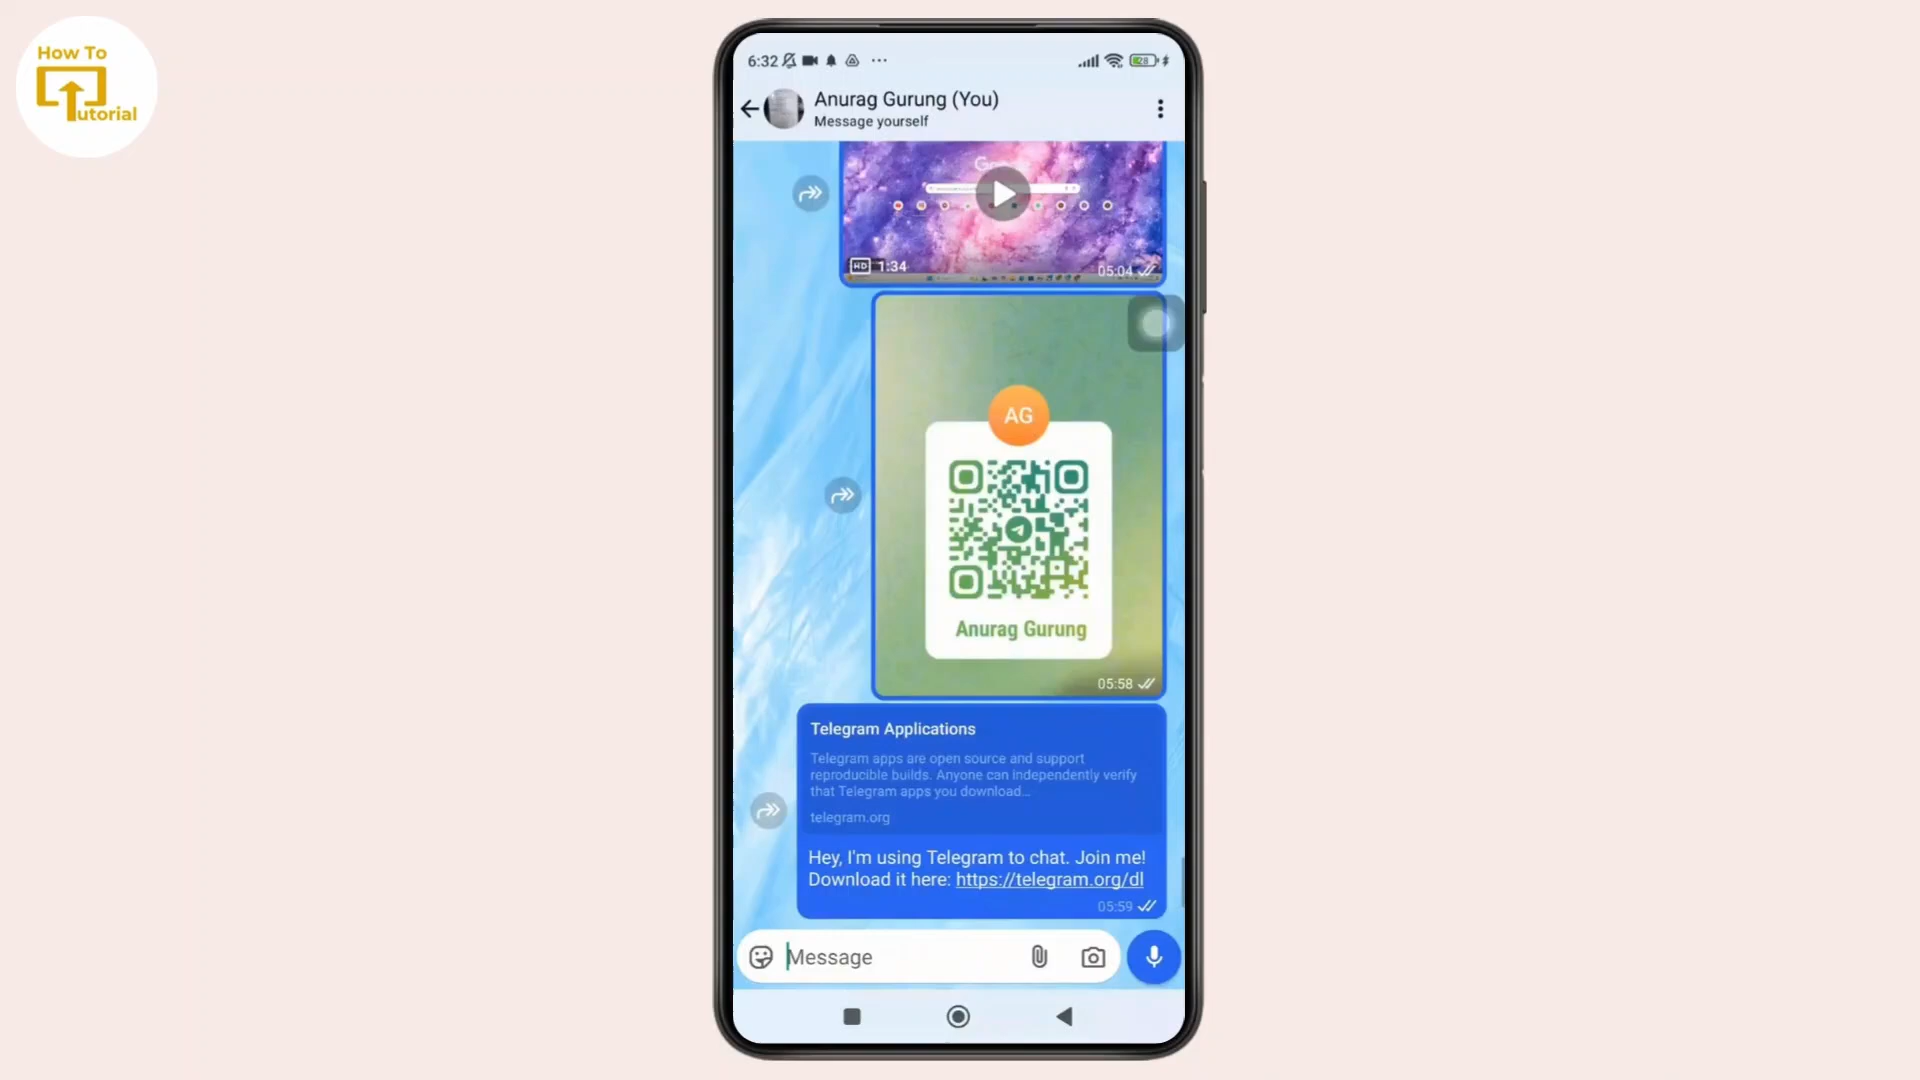 How To
Tutorial
6:32
28
Anurag Gurung (You)
Message yourself
Google
HD 1:34
05:04
AG
Anurag Gurung
05:58
Telegram Applications
Telegram apps are open source and support
reproducible builds. Anyone can independently verify
that Telegram apps you download...
telegram.org
Hey, I'm using Telegram to chat. Join me!
Download it here: https://telegram.org/dl
05:59
Message